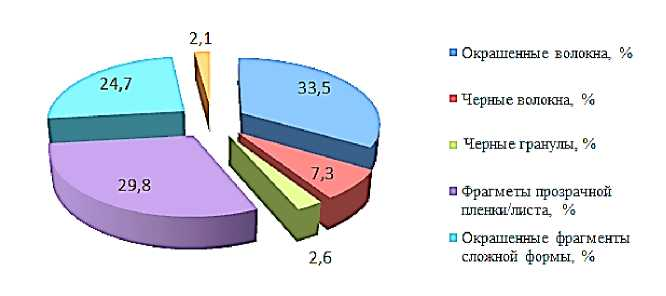 2,1
24,7
33,5
29,8
7,3
2,6
Окрашенные волокна, %
Черные волокна, %
Черные гранулы, %
Фрагметы прозрачной
пленки/листа, %
Окрашенные фрагменты
сложной формы, %